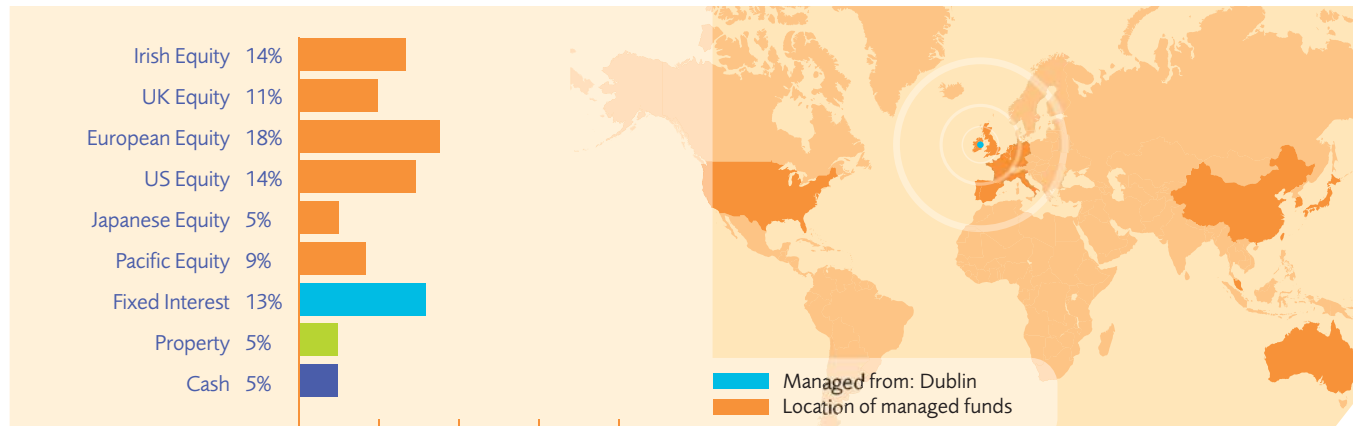 Irish Equity 14%
UK Equity 11%
European Equity 18%
US Equity 14%
Japanese Equity 5%
Pacific Equity 9%
Fixed Interest 13%
Property 5%
Cash 5%
Managed from: Dublin
Location of managed funds